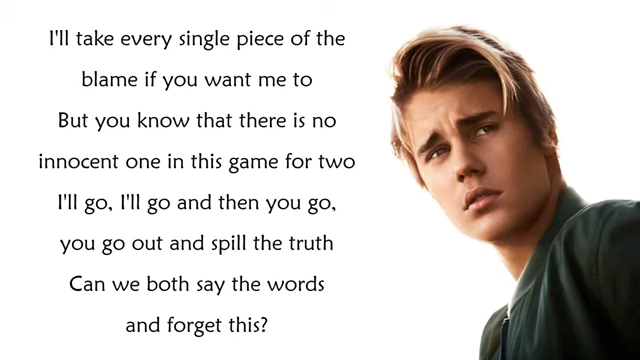 I'll take every single piece of the
blame if you want me to
But you know that there is no
innocent one in this game for two
I'll go, I'll go and then you go,
you go out and spill the truth
Can we both say the words
and forget this?